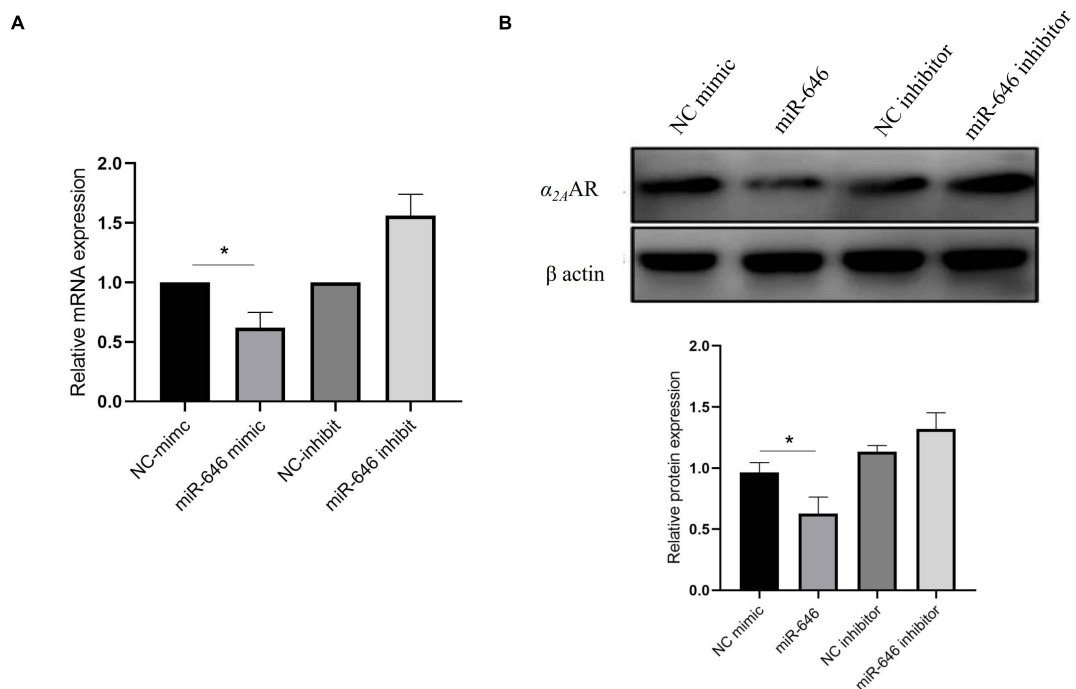 A
Relative mRNA expression
2.0
1.5
1.0
0.5
0.0
*
NC-mimc
miR-646 mimic
NC-inhibit
miR-646 inhibit
B
NC mimic
miR-646
NC inhibitor
miR-646 inhibitor
α2AAR
β actin
Relative protein expression
2.0
1.5
1.0
0.5
0.0
*
NC mimic
miR-646
NC inhibitor
miR-646 inhibitor